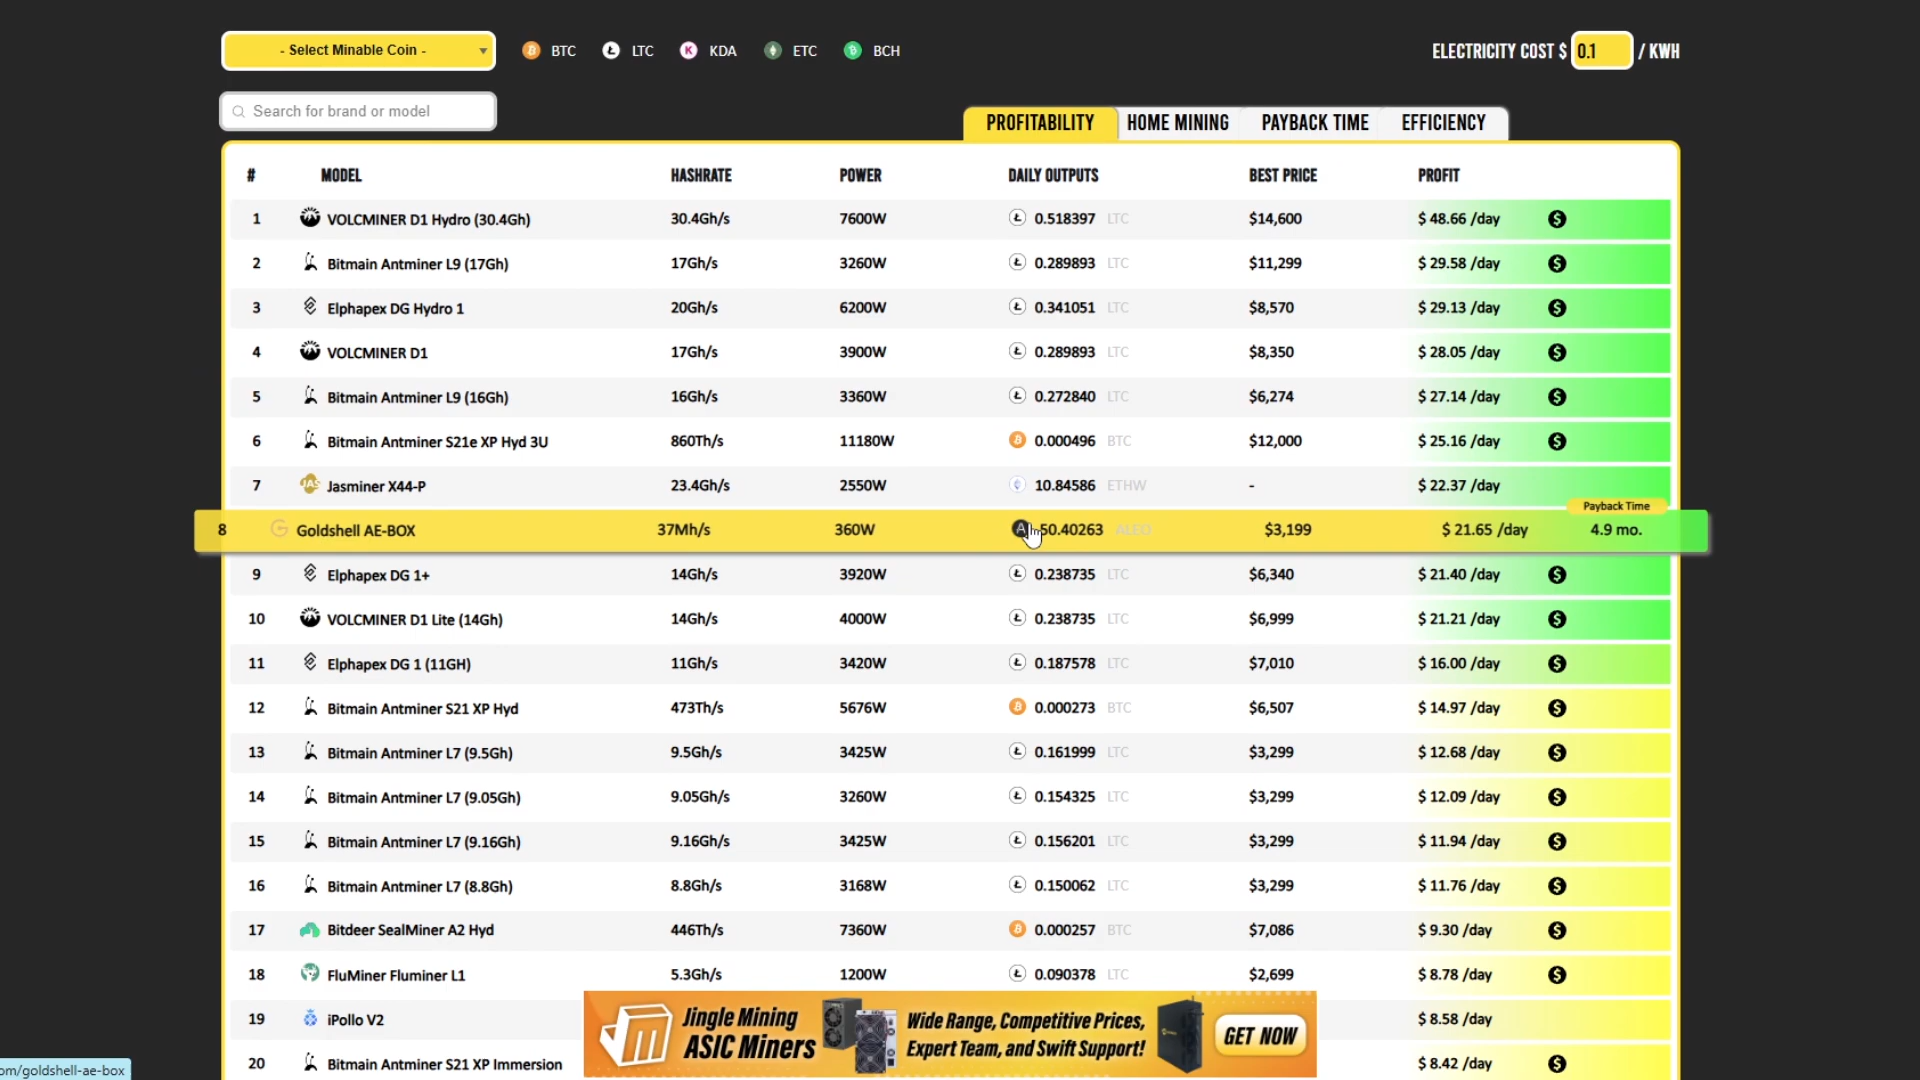 - Select Minable Coin -
BTC
LTC
KDA
ETC
BCH
ELECTRICITY COST $ 0.1 / KWH
Search for brand or model
PROFITABILITY HOME MINING PAYBACK TIME EFFICIENCY
# MODEL HASHRATE POWER DAILY OUTPUTS BEST PRICE PROFIT
1 VOLCMINER D1 Hydro (30.4Gh) 30.4Gh/s 7600W 0.518397 LTC $14,600 $ 48.66 /day
2 Bitmain Antminer L9 (17Gh) 17Gh/s 3260W 0.289893 LTC $11,299 $ 29.58 /day
3 Elphapex DG Hydro 1 20Gh/s 6200W 0.341051 LTC $8,570 $ 29.13 /day
4 VOLCMINER D1 17Gh/s 3900W 0.289893 LTC $8,350 $ 28.05 /day
5 Bitmain Antminer L9 (16Gh) 16Gh/s 3360W 0.272840 LTC $6,274 $ 27.14 /day
6 Bitmain Antminer S21e XP Hyd 3U 860Th/s 11180W 0.000496 BTC $12,000 $ 25.16 /day
7 Jasminer X44-P 23.4Gh/s 2550W 10.84586 ETHW - $ 22.37 /day
Payback Time
8 Goldshell AE-BOX 37Mh/s 360W 50.40263 ALEO $3,199 $ 21.65 /day 4.9 mo.
9 Elphapex DG 1+ 14Gh/s 3920W 0.238735 LTC $6,340 $ 21.40 /day
10 VOLCMINER D1 Lite (14Gh) 14Gh/s 4000W 0.238735 LTC $6,999 $ 21.21 /day
11 Elphapex DG 1 (11GH) 11Gh/s 3420W 0.187578 LTC $7,010 $ 16.00 /day
12 Bitmain Antminer S21 XP Hyd 473Th/s 5676W 0.000273 BTC $6,507 $ 14.97 /day
13 Bitmain Antminer L7 (9.5Gh) 9.5Gh/s 3425W 0.161999 LTC $3,299 $ 12.68 /day
14 Bitmain Antminer L7 (9.05Gh) 9.05Gh/s 3260W 0.154325 LTC $3,299 $ 12.09 /day
15 Bitmain Antminer L7 (9.16Gh) 9.16Gh/s 3425W 0.156201 LTC $3,299 $ 11.94 /day
16 Bitmain Antminer L7 (8.8Gh) 8.8Gh/s 3168W 0.150062 LTC $3,299 $ 11.76 /day
17 Bitdeer SealMiner A2 Hyd 446Th/s 7360W 0.000257 BTC $7,086 $ 9.30 /day
18 FluMiner Fluminer L1 5.3Gh/s 1200W 0.090378 LTC $2,699 $ 8.78 /day
19 iPollo V2 $ 8.58 /day
20 Bitmain Antminer S21 XP Immersion $ 8.42 /day
Jingle Mining
ASIC Miners
Wide Range, Competitive Prices,
Expert Team, and Swift Support!
GET NOW
om/goldshell-ae-box